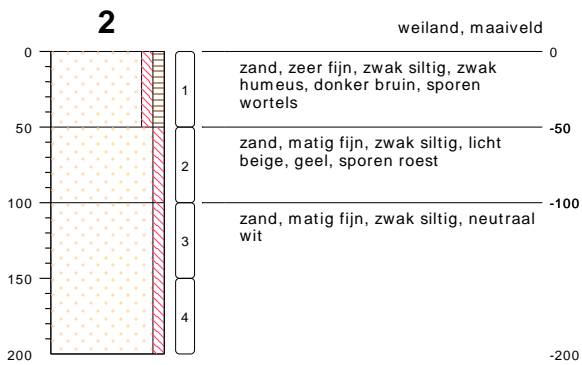 2
weiland, maaiveld
0
0
zand, zeer fijn, zwak siltig, zwak
humeus, donker bruin, sporen
wortels
1
50
-50
zand, matig fijn, zwak siltig, licht
beige, geel, sporen roest
2
100
-100
zand, matig fijn, zwak siltig, neutraal
wit
3
150
4
200
-200